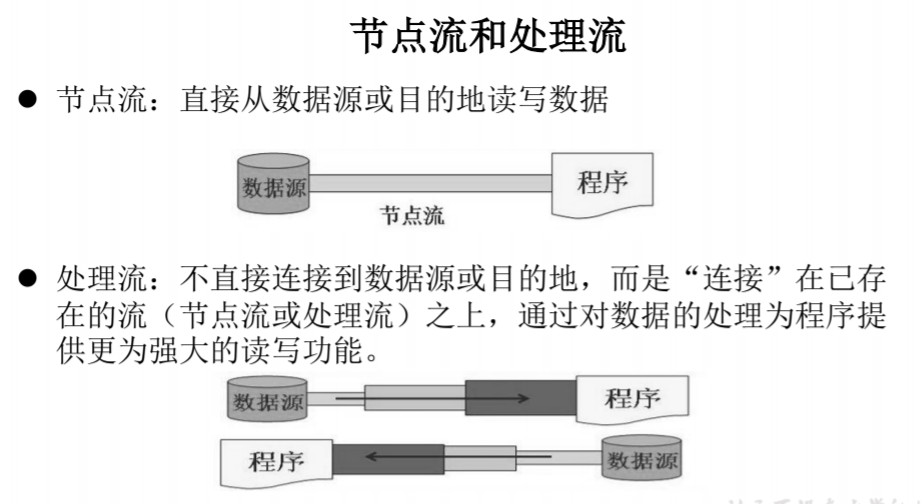 节点流和处理流
● 节点流：直接从数据源或目的地读写数据
数据源
程序
节点流
● 处理流：不直接连接到数据源或目的地，而是“连接”在已存
在的流（节点流或处理流）之上，通过对数据的处理为程序提
供更为强大的读写功能。
数据源
程序
程序
数据源